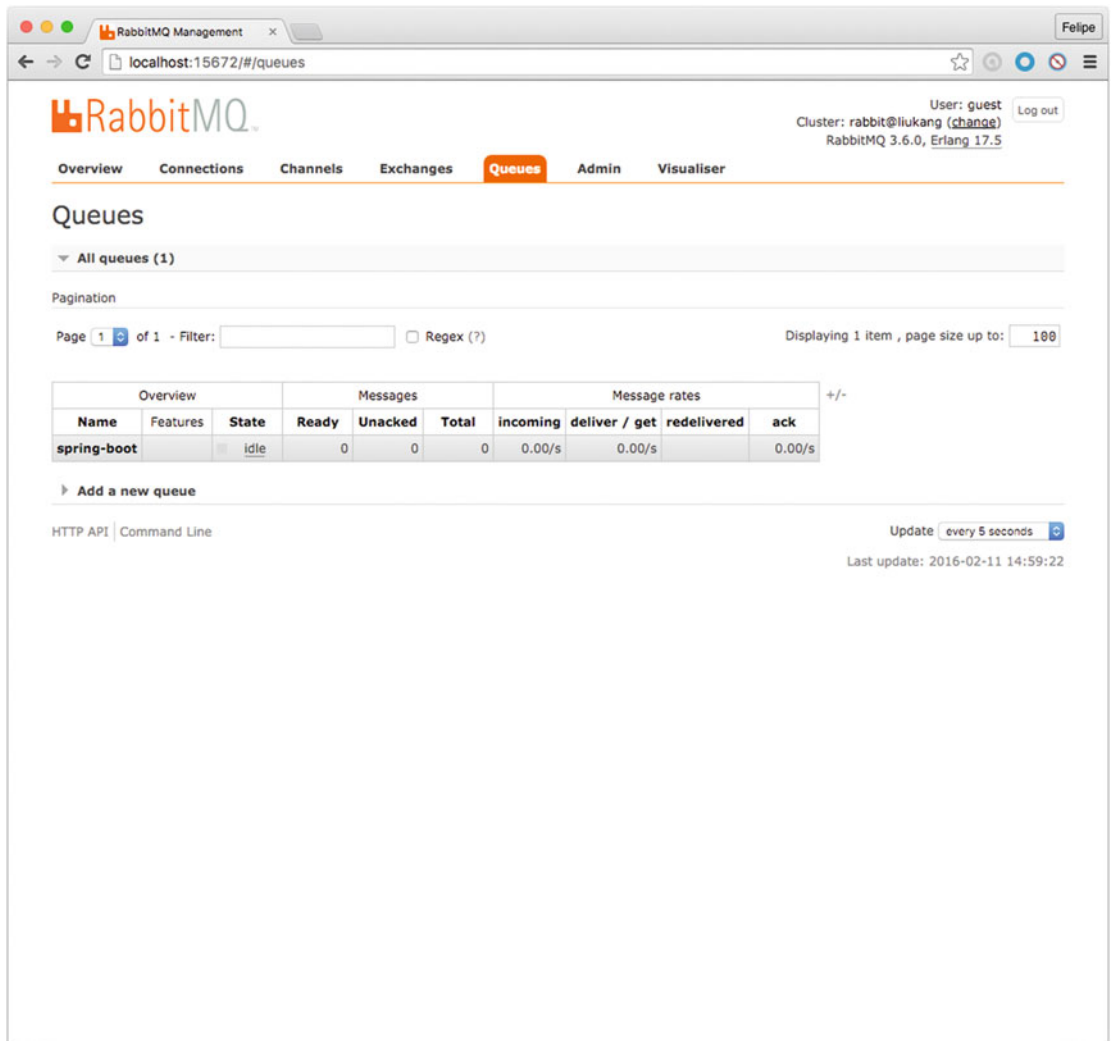 RabbitMQ Management
Felipe
localhost:15672/#/queues
RabbitMQ™
User: guest
Log out
Cluster: rabbit@liukang (change)
RabbitMQ 3.6.0, Erlang 17.5
Overview Connections Channels Exchanges Queues Admin Visualiser
Queues
All queues (1)
Pagination
Page 1 of 1 - Filter: Regex (?) Displaying 1 item , page size up to: 100
Overview Messages Message rates +/-
Name Features State Ready Unacked Total incoming deliver / get redelivered ack
spring-boot idle 0 0 0 0.00/s 0.00/s 0.00/s
Add a new queue
HTTP API Command Line Update every 5 seconds
Last update: 2016-02-11 14:59:22